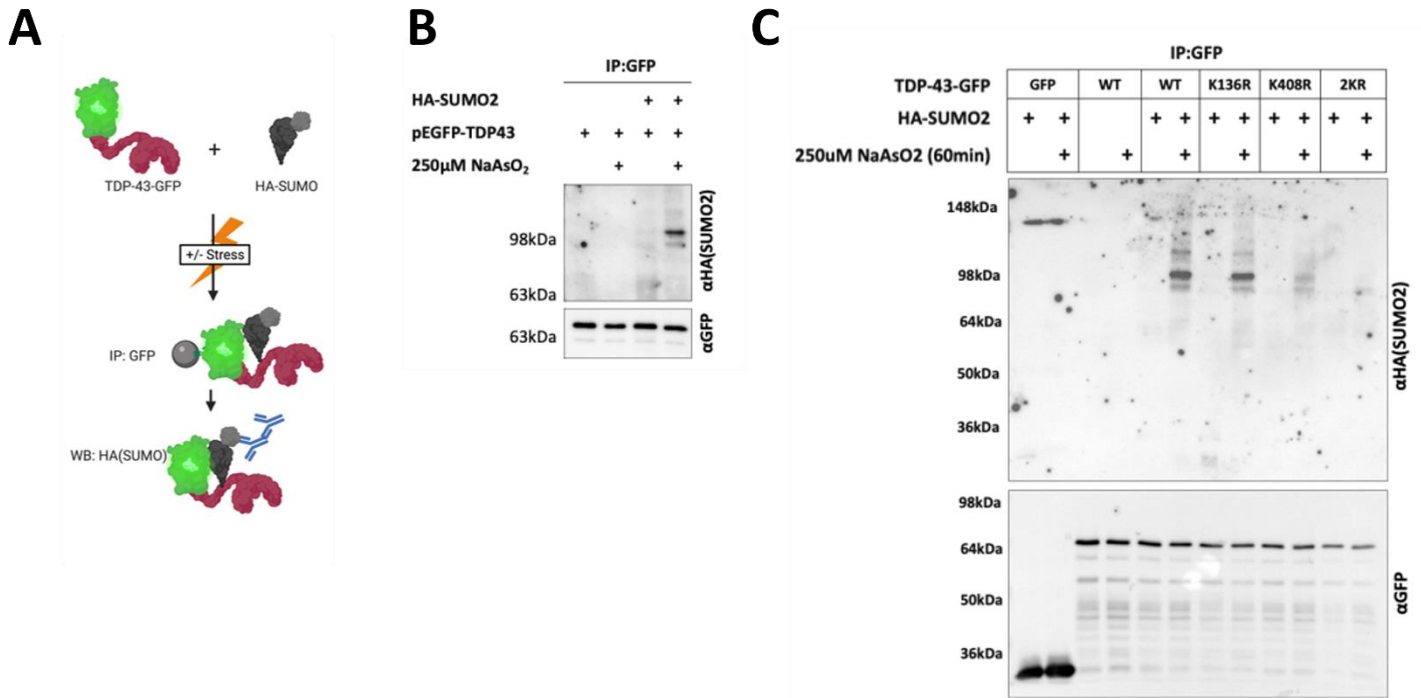 A
TDP-43-GFP
+
HA-SUMO
+/- Stress
IP: GFP
WB: HA(SUMO)
B
IP:GFP
HA-SUMO2 + +
pEGFP-TDP43 + + + +
250µM NaAsO₂ + +
98kDa
63kDa
αHA(SUMO2)
63kDa
αGFP
C
IP:GFP
TDP-43-GFP GFP WT WT K136R K408R 2KR
HA-SUMO2 + + + + + + + + + +
250uM NaAsO2 (60min) + + + + + +
148kDa
98kDa
64kDa
50kDa
36kDa
αHA(SUMO2)
98kDa
64kDa
50kDa
36kDa
αGFP